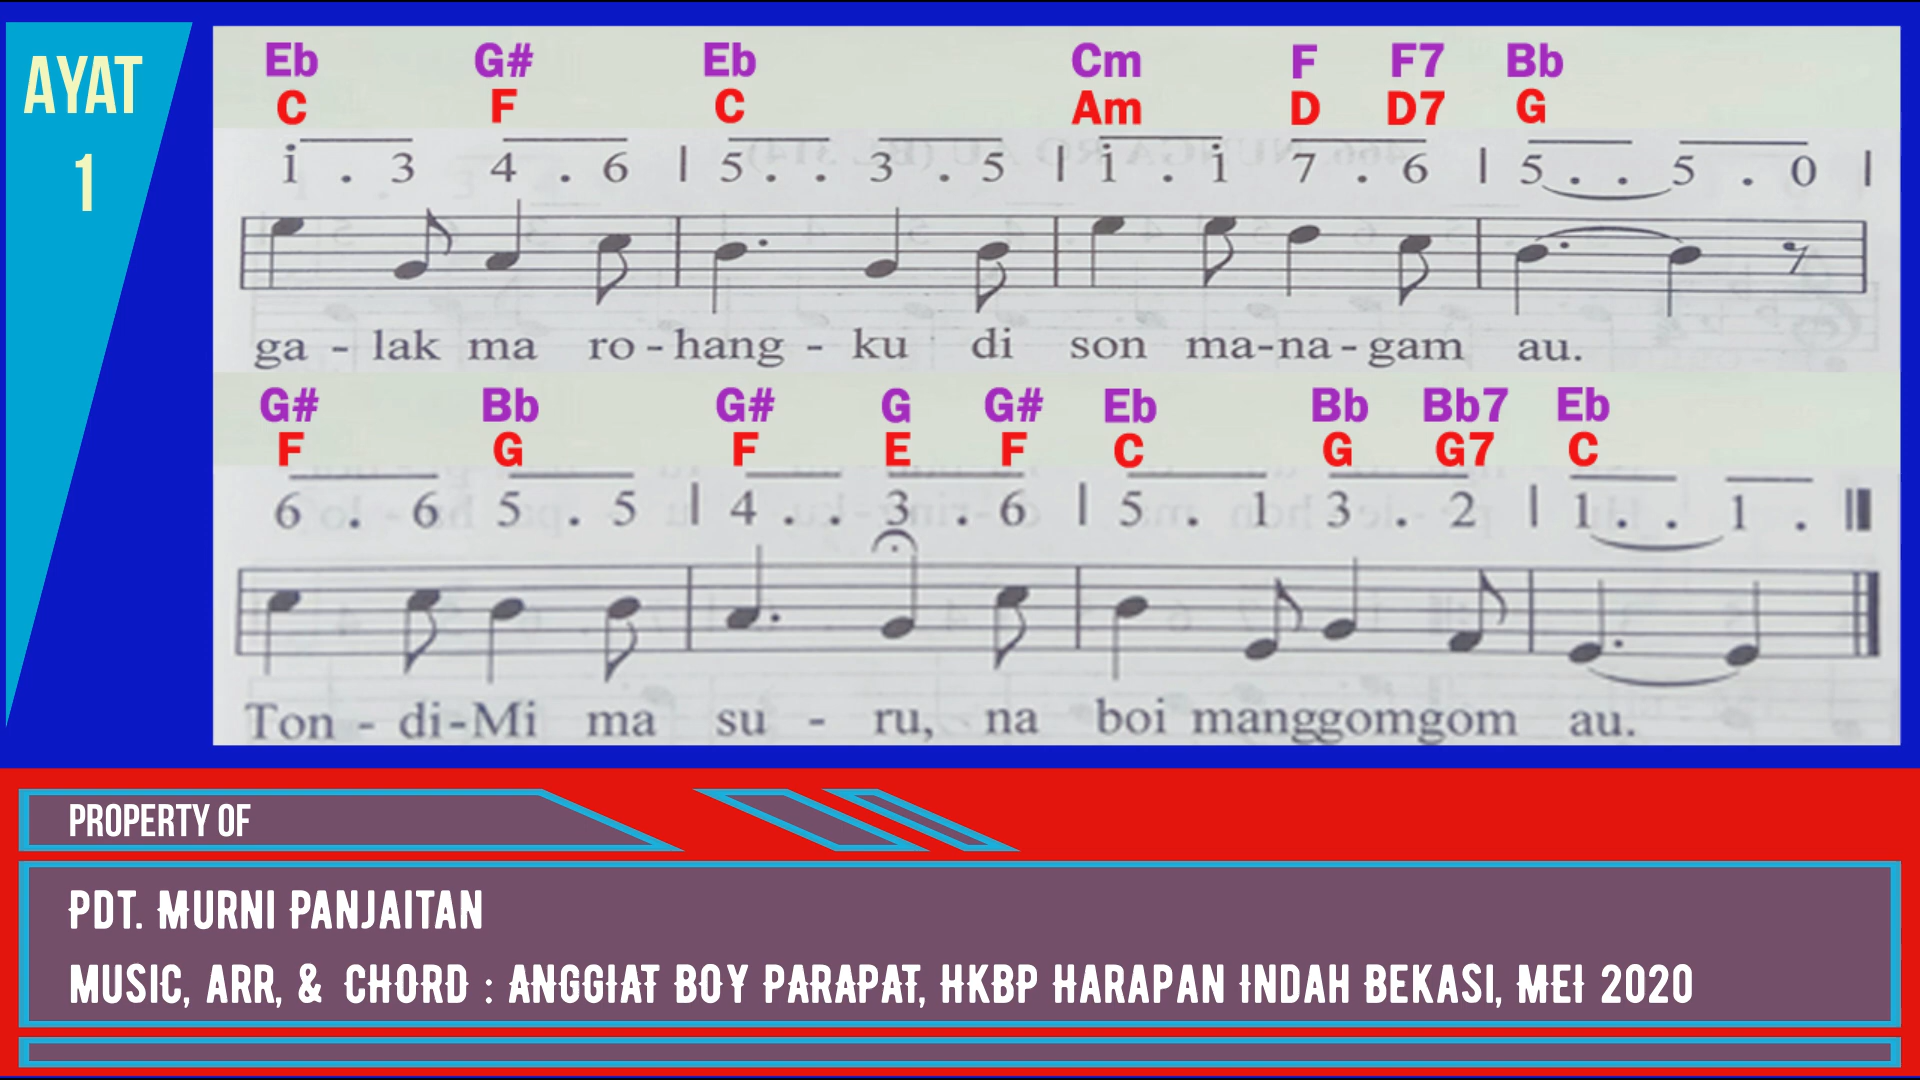 AYAT
1
Eb G# Eb Cm F F7 Bb
C F C Am D D7 G
i . 3 4 . 6 | 5 . . 3 . 5 | i . i 7 . 6 | 5 . . 5 . 0 |
ga - lak ma ro - hang - ku di son ma-na - gam au.
G# Bb G# G G# Eb Bb Bb7 Eb
F G F E F C G G7 C
6 . 6 5 . 5 | 4 . . 3 . 6 | 5 . 1 3 . 2 | 1 . . 1 . ||
Ton - di-Mi ma su - ru, na boi manggomgom au.
PROPERTY OF
PDT. MURNI PANJAITAN
MUSIC, ARR, & CHORD : ANGGIAT BOY PARAPAT, HKBP HARAPAN INDAH BEKASI, MEI 2020